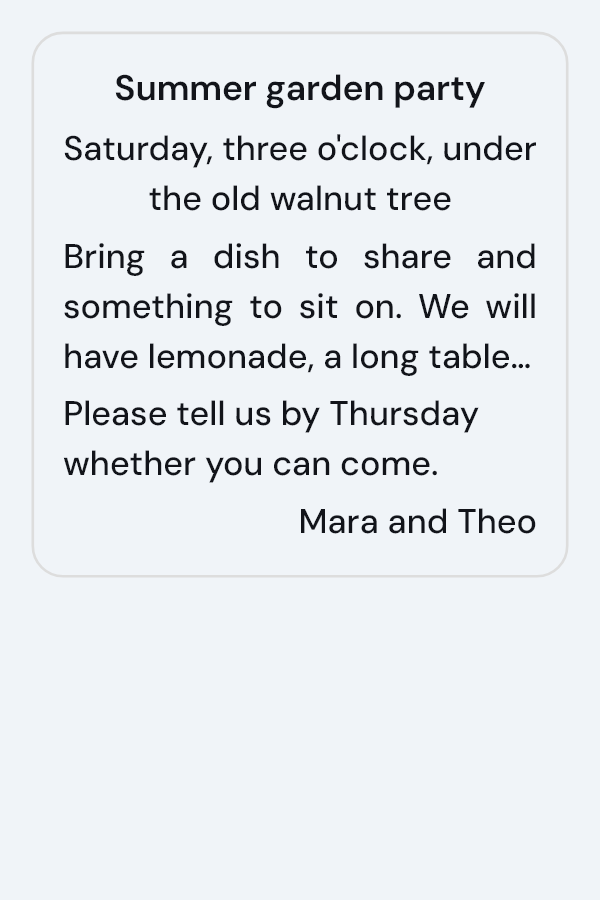 Summer garden party
Saturday, three o'clock, under
the old walnut tree
Bring a dish to share and
something to sit on. We will
have lemonade, a long table…
Please tell us by Thursday
whether you can come.
Mara and Theo